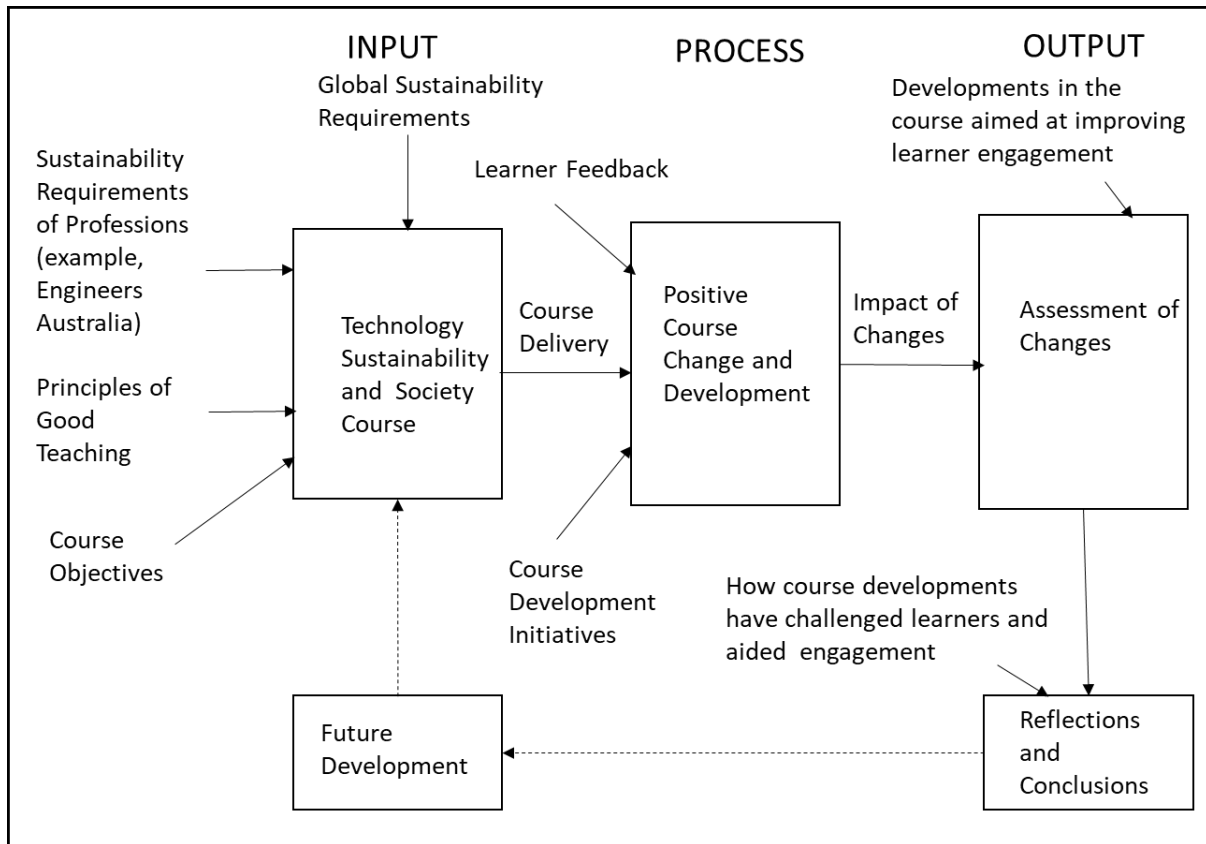 INPUT
PROCESS
OUTPUT
Global Sustainability
Requirements
Developments in the
course aimed at improving
learner engagement
Sustainability
Requirements
of Professions
(example,
Engineers
Australia)
Learner Feedback
Technology
Sustainability
and Society
Course
Course
Delivery
Positive
Course
Change and
Development
Impact of
Changes
Assessment of
Changes
Principles of
Good
Teaching
Course
Objectives
Course
Development
Initiatives
How course developments
have challenged learners and
aided engagement
Future
Development
Reflections
and
Conclusions